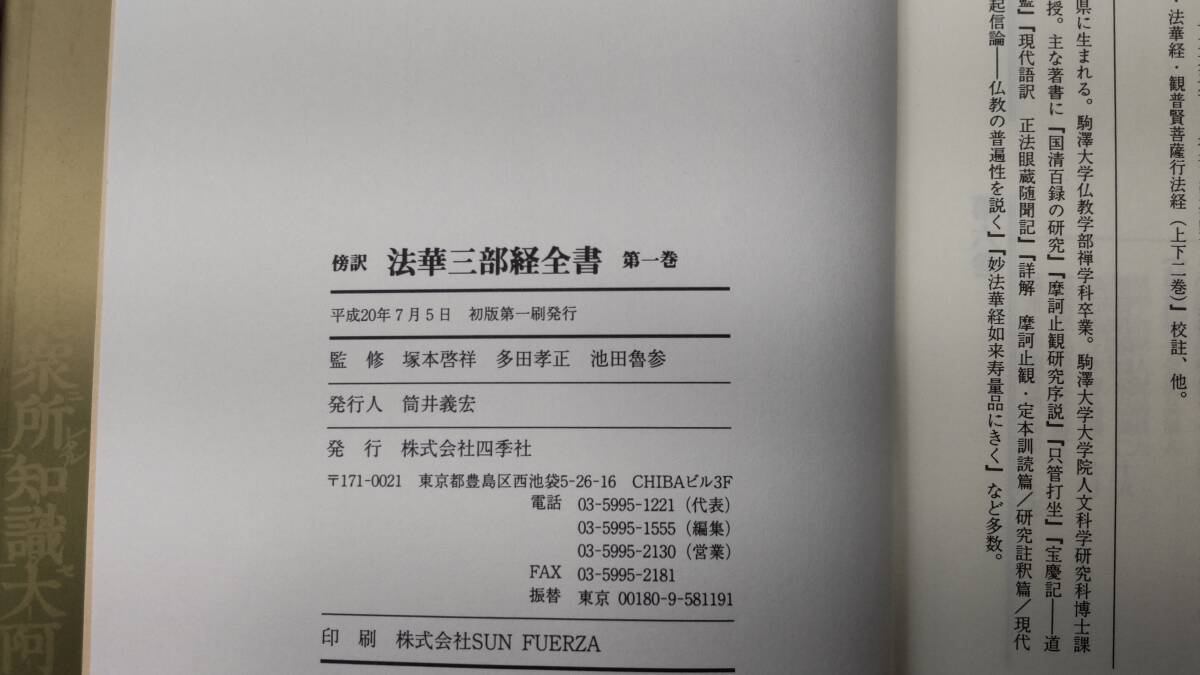 傍訳 法華三部経全書 第一巻
平成20年7月5日 初版第一刷発行
監 修 塚本啓祥 多田孝正 池田魯参
発行人 筒井義宏
発 行 株式会社四季社
〒171-0021 東京都豊島区西池袋5-26-16 CHIBAビル3F
電話 03-5995-1221(代表)
03-5995-1555(編集)
03-5995-2130(営業)
FAX 03-5995-2181
振替 東京 00180-9-581191
印 刷 株式会社SUN FUERZA
・法華経・観普賢菩薩行法経(上下二巻)』校註、他。
県に生まれる。駒澤大学仏教学部禅学科卒業。駒澤大学大学院人文科学研究科博士課
授。主な著書に『国清百録の研究』『摩訶止観研究序説』『只管打坐』『宝慶記――道
』『現代語訳 正法眼蔵随聞記』『詳解 摩訶止観・定本訓読篇/研究註釈篇/現代
起信論――仏教の普遍性を説く』『妙法華経如来寿量品にきく』など多数。
衆所知識大阿